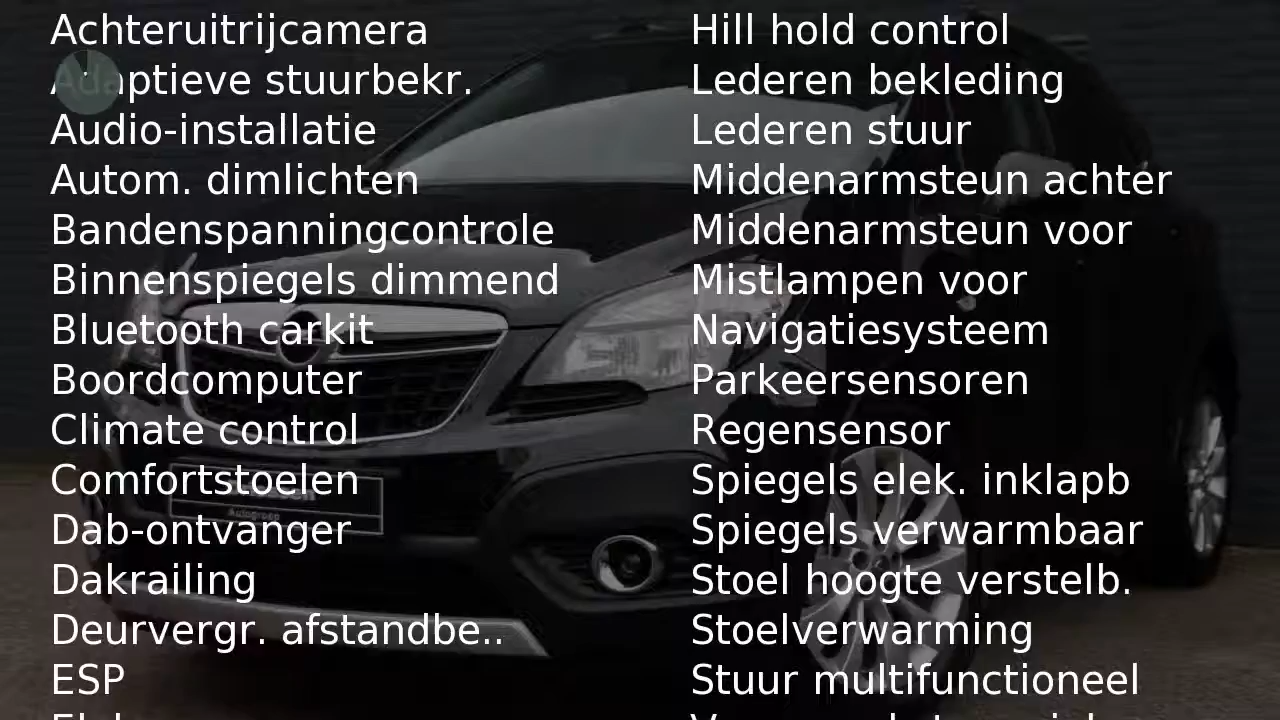 Achteruitrijcamera
Adaptieve stuurbekr.
Audio-installatie
Autom. dimlichten
Bandenspanningcontrole
Binnenspiegels dimmend
Bluetooth carkit
Boordcomputer
Climate control
Comfortstoelen
Dab-ontvanger
Dakrailing
Deurvergr. afstandbe..
ESP
Hill hold control
Lederen bekleding
Lederen stuur
Middenarmsteun achter
Middenarmsteun voor
Mistlampen voor
Navigatiesysteem
Parkeersensoren
Regensensor
Spiegels elek. inklapb
Spiegels verwarmbaar
Stoel hoogte verstelb.
Stoelverwarming
Stuur multifunctioneel
Autogroep